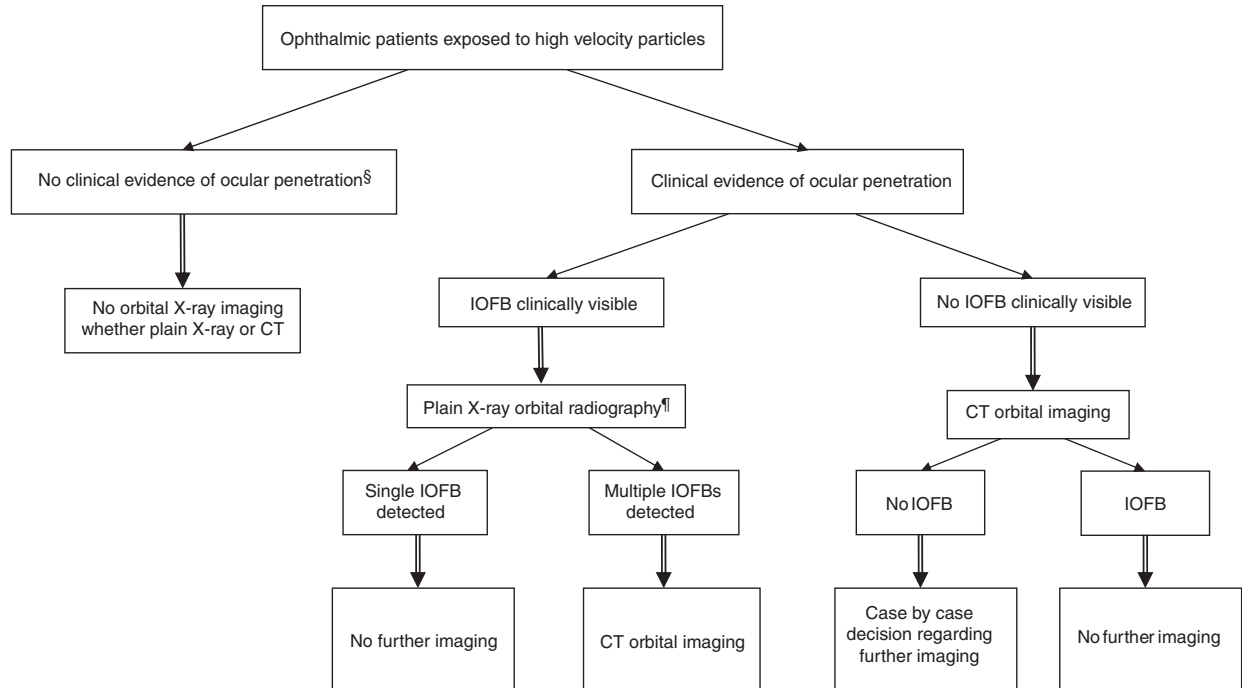 Ophthalmic patients exposed to high velocity particles
No clinical evidence of ocular penetration§
Clinical evidence of ocular penetration
No orbital X-ray imaging
whether plain X-ray or CT
IOFB clinically visible
No IOFB clinically visible
Plain X-ray orbital radiography¶
CT orbital imaging
Single IOFB
detected
Multiple IOFBs
detected
No IOFB
IOFB
No further imaging
CT orbital imaging
Case by case
decision regarding
further imaging
No further imaging